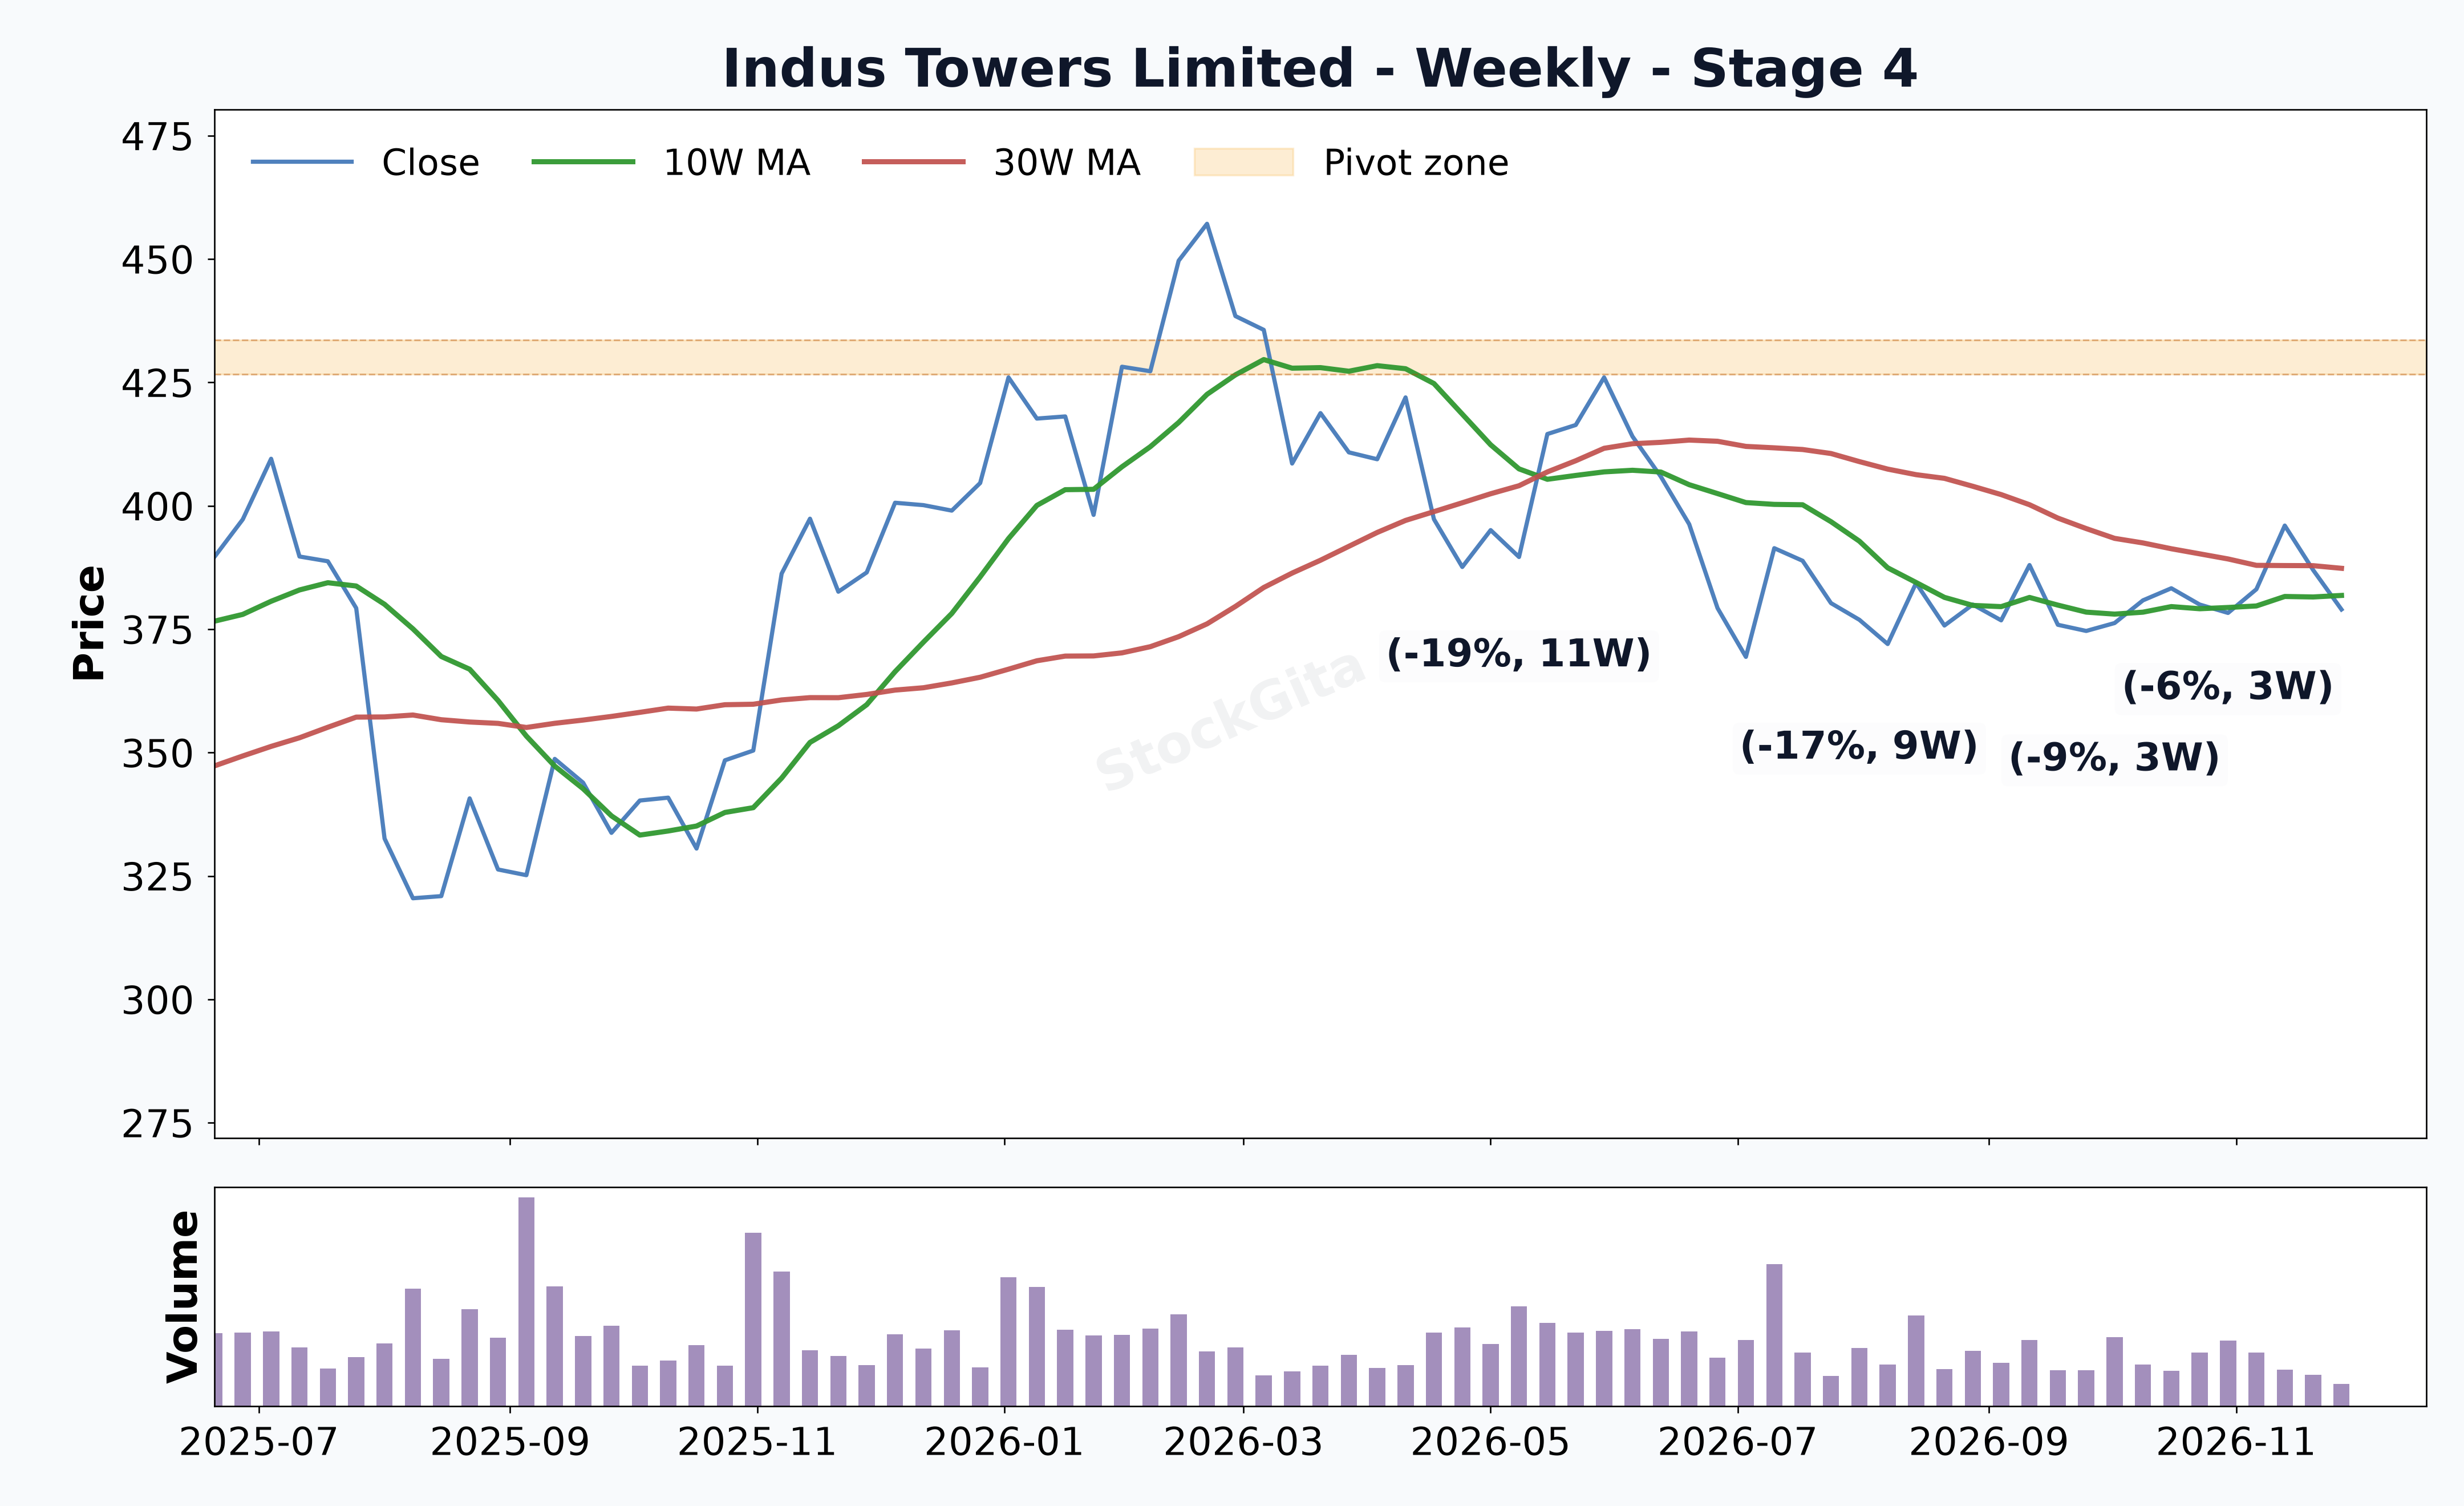 Indus Towers Limited - Weekly - Stage 4
Close 10W MA 30W MA Pivot zone
Price
475
450
425
400
375
350
325
300
275
(-19%, 11W)
(-6%, 3W)
(-17%, 9W)
(-9%, 3W)
StockGita
Volume
2025-07 2025-09 2025-11 2026-01 2026-03 2026-05 2026-07 2026-09 2026-11